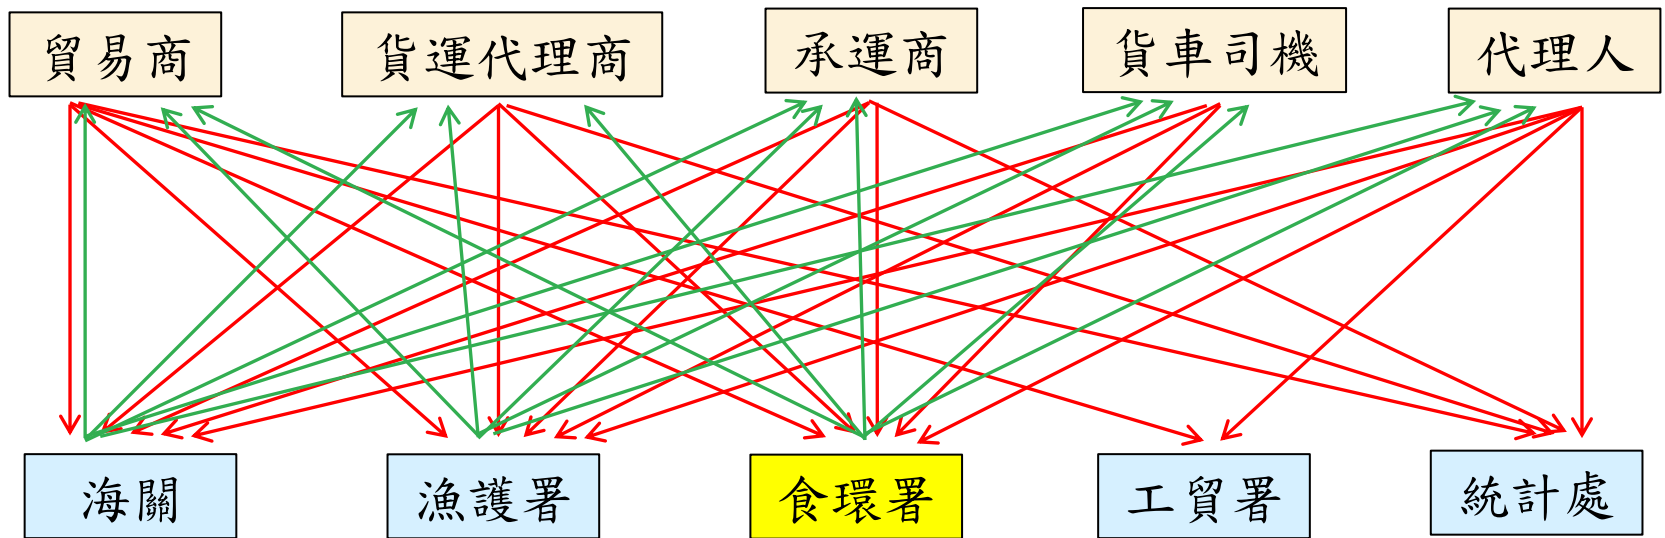 貿易商
貨運代理商
承運商
貨車司機
代理人
海關
漁護署
食環署
工貿署
統計處